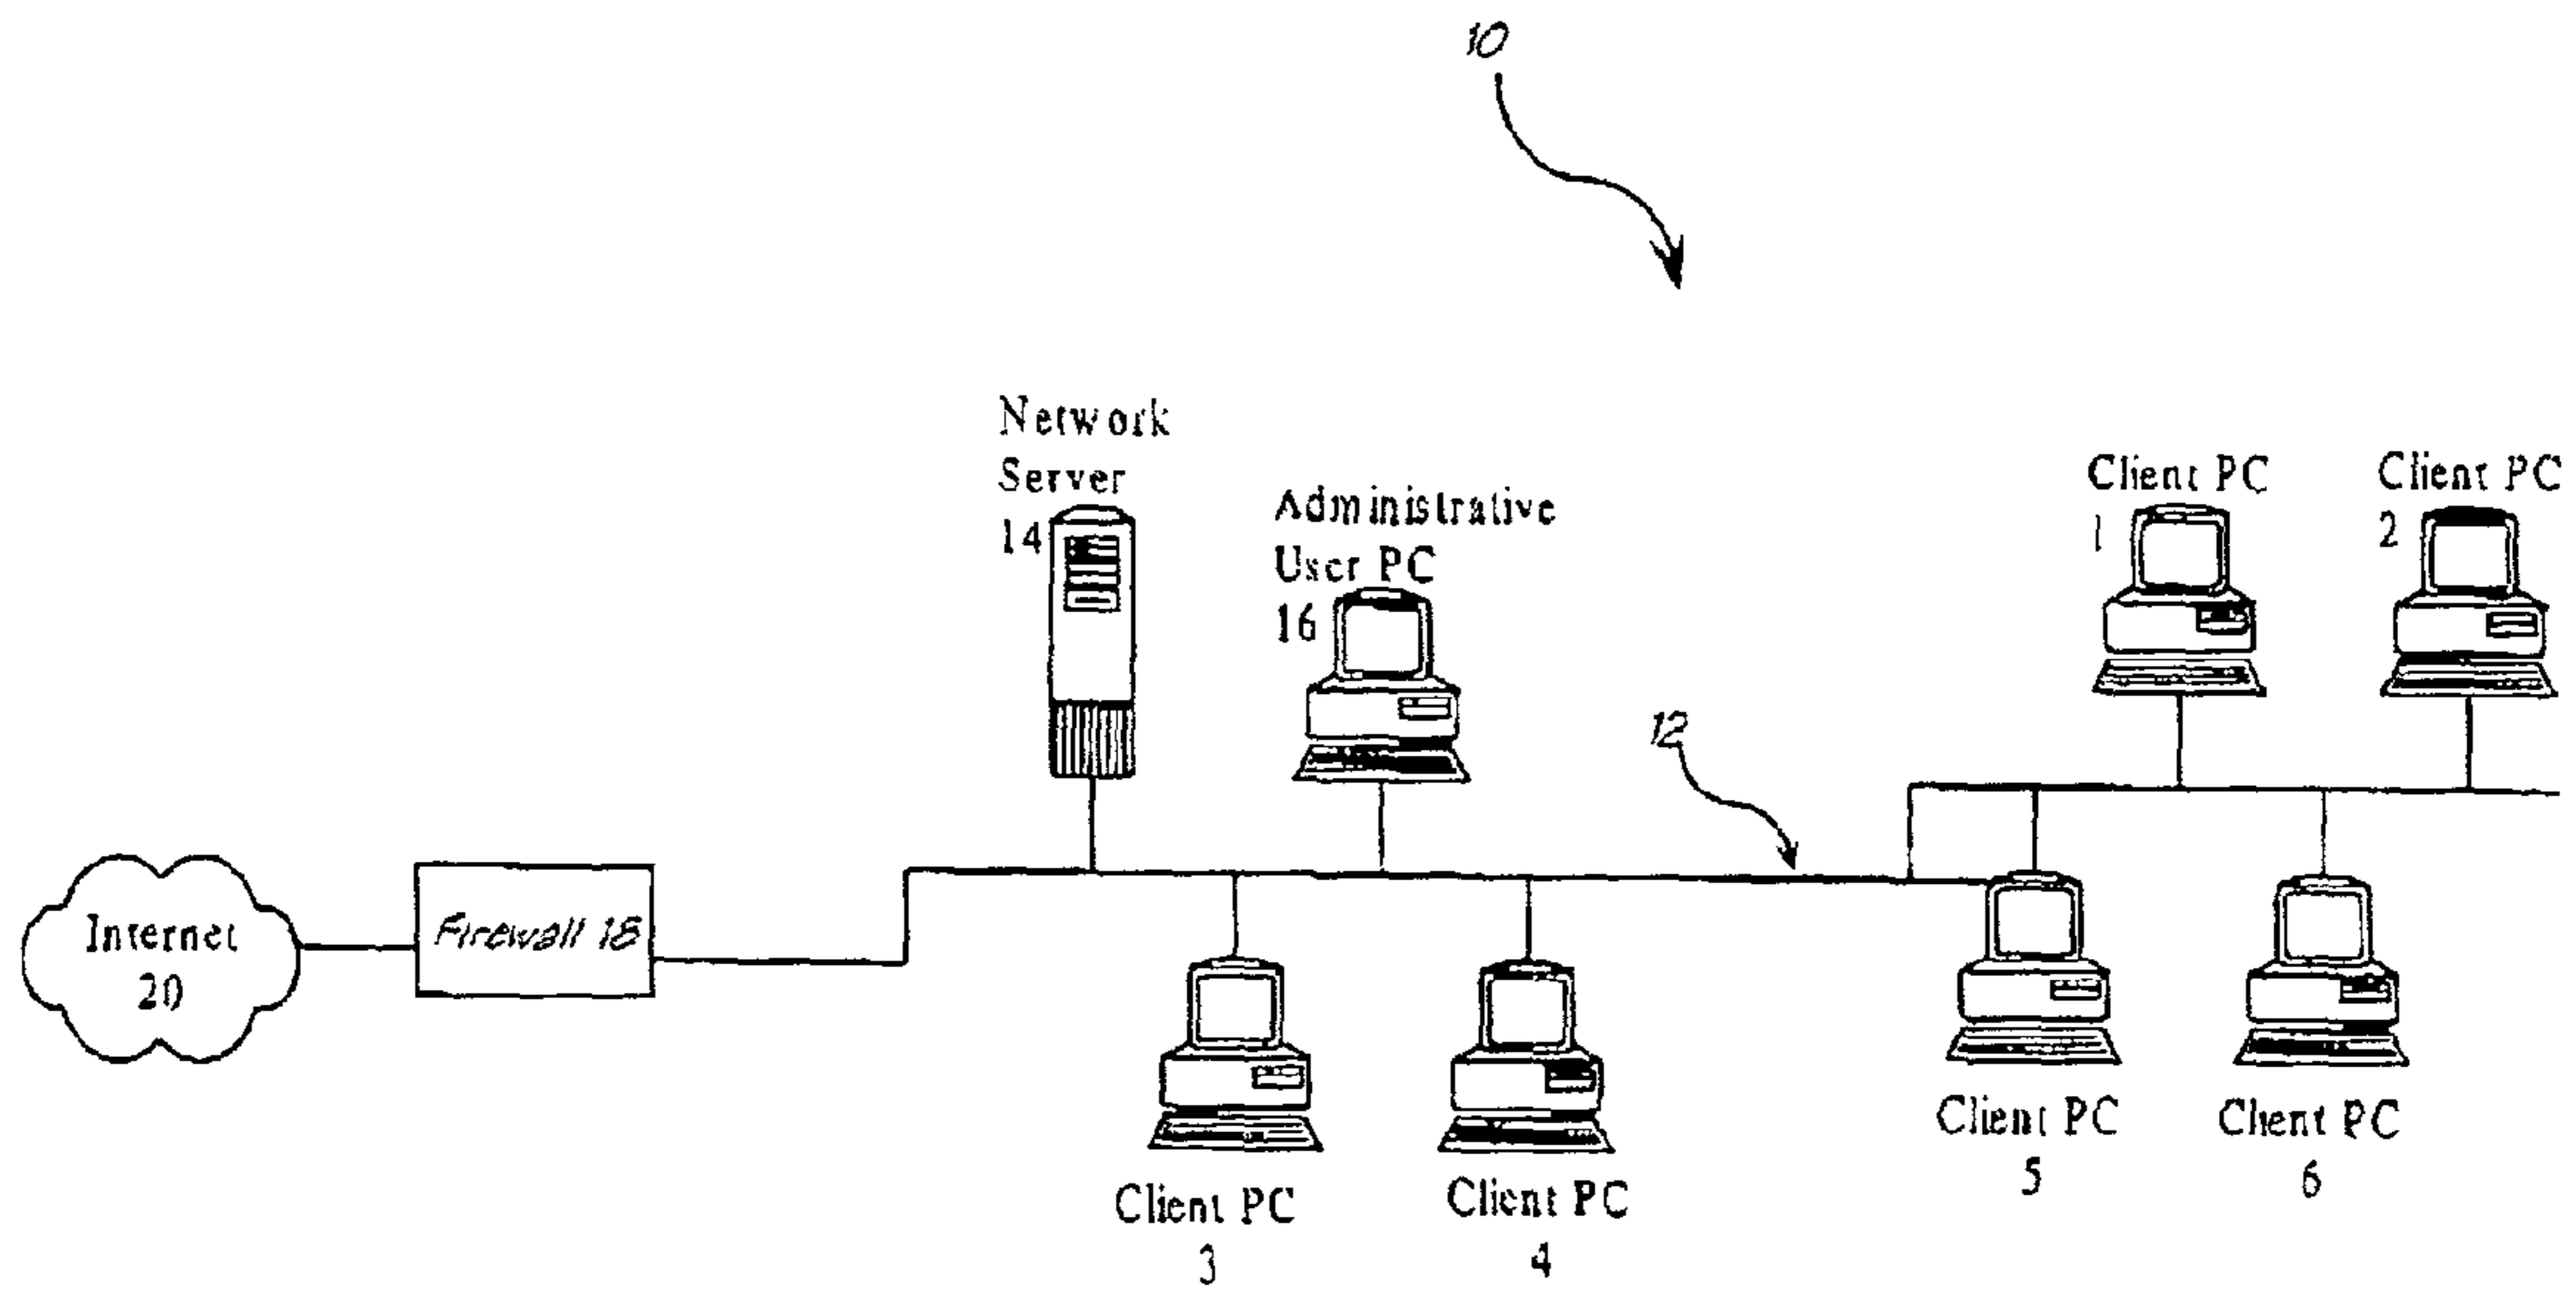 10
Network
Server
14
Administrative
User PC
16
Client PC
1
Client PC
2
12
Internet
20
Firewall 18
Client PC
3
Client PC
4
Client PC
5
Client PC
6